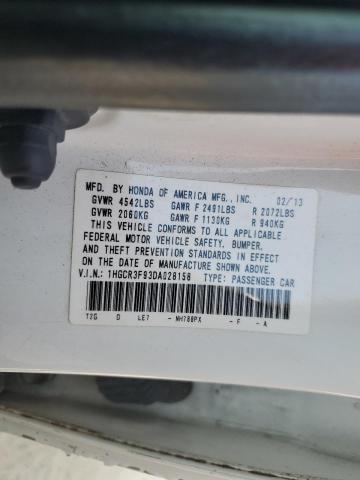 MFD. BY HONDA OF AMERICA MFG., INC. 02/13
GVWR 4542LBS GAWR F 2491LBS R 2072LBS
GVWR 2060KG GAWR F 1130KG R 940KG
THIS VEHICLE CONFORMS TO ALL APPLICABLE
FEDERAL MOTOR VEHICLE SAFETY, BUMPER,
AND THEFT PREVENTION STANDARDS IN EFFECT
ON THE DATE OF MANUFACTURE SHOWN ABOVE.
V.I.N.: 1HGCR3F93DA028158 TYPE: PASSENGER CAR
T2G D LE7 - NH788PX - F - A